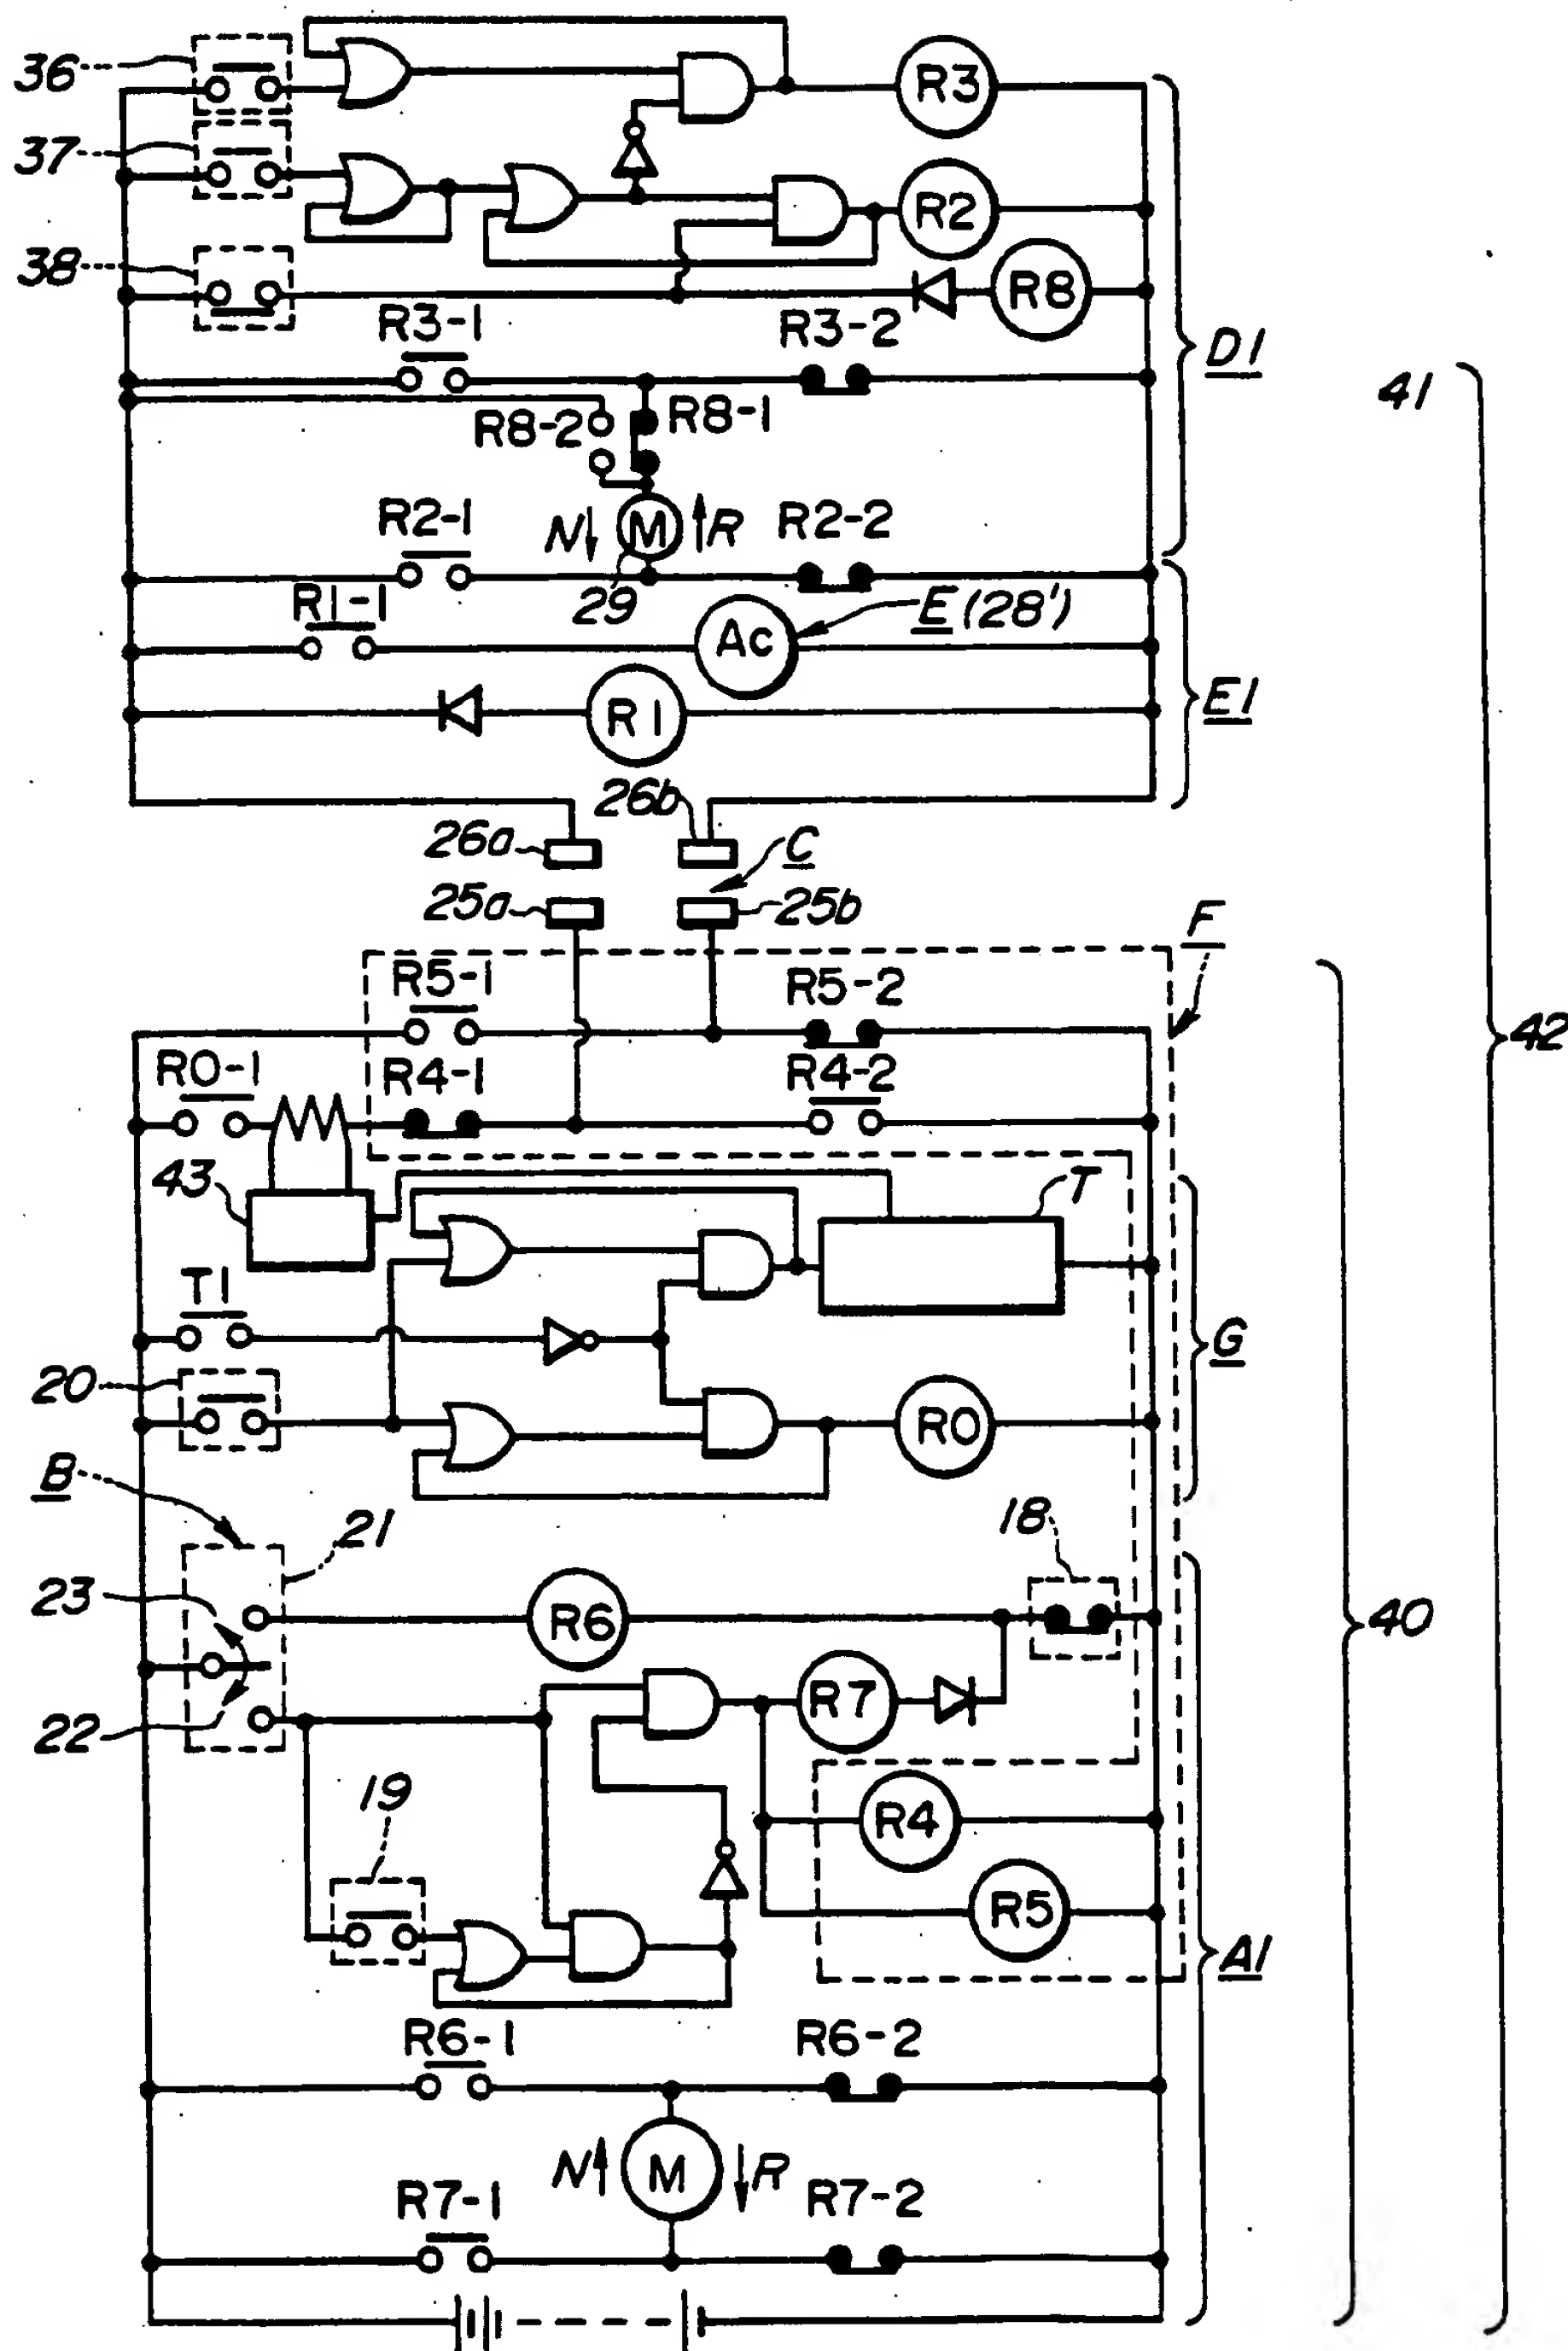 36
R3
37
R2
38
R8
R3-1
R3-2
D1
41
R8-2
R8-1
R2-1
N
M
R
R2-2
29
R1-1
E (28')
Ac
E1
R1
26b
26a
C
25a
25b
F
R5-1
R5-2
42
R0-1
R4-1
R4-2
43
T
T1
G
20
R0
B
21
18
23
R6
40
R7
22
19
R4
R5
A1
R6-1
R6-2
N
M
R
R7-1
R7-2